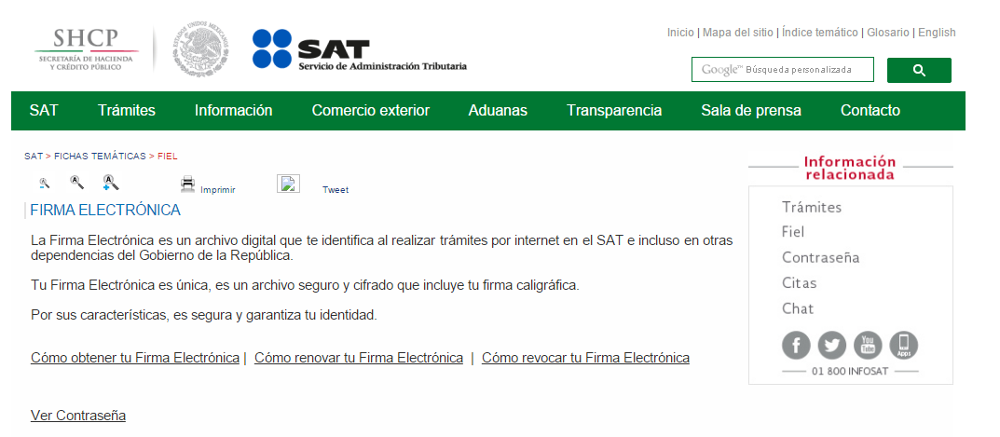 SHCP
SECRETARÍA DE HACIENDA
Y CRÉDITO PÚBLICO
ESTADOS UNIDOS MEXICANOS
SAT
Servicio de Administración Tributaria
Inicio | Mapa del sitio | Índice temático | Glosario | English
Google™ Búsqueda personalizada
SAT Trámites Información Comercio exterior Aduanas Transparencia Sala de prensa Contacto
SAT > FICHAS TEMÁTICAS > FIEL
A A A Imprimir Tweet
FIRMA ELECTRÓNICA
La Firma Electrónica es un archivo digital que te identifica al realizar trámites por internet en el SAT e incluso en otras
dependencias del Gobierno de la República.
Tu Firma Electrónica es única, es un archivo seguro y cifrado que incluye tu firma caligráfica.
Por sus características, es segura y garantiza tu identidad.
Cómo obtener tu Firma Electrónica | Cómo renovar tu Firma Electrónica | Cómo revocar tu Firma Electrónica
Ver Contraseña
Información
relacionada
Trámites
Fiel
Contraseña
Citas
Chat
You
Tube
Apps
01 800 INFOSAT